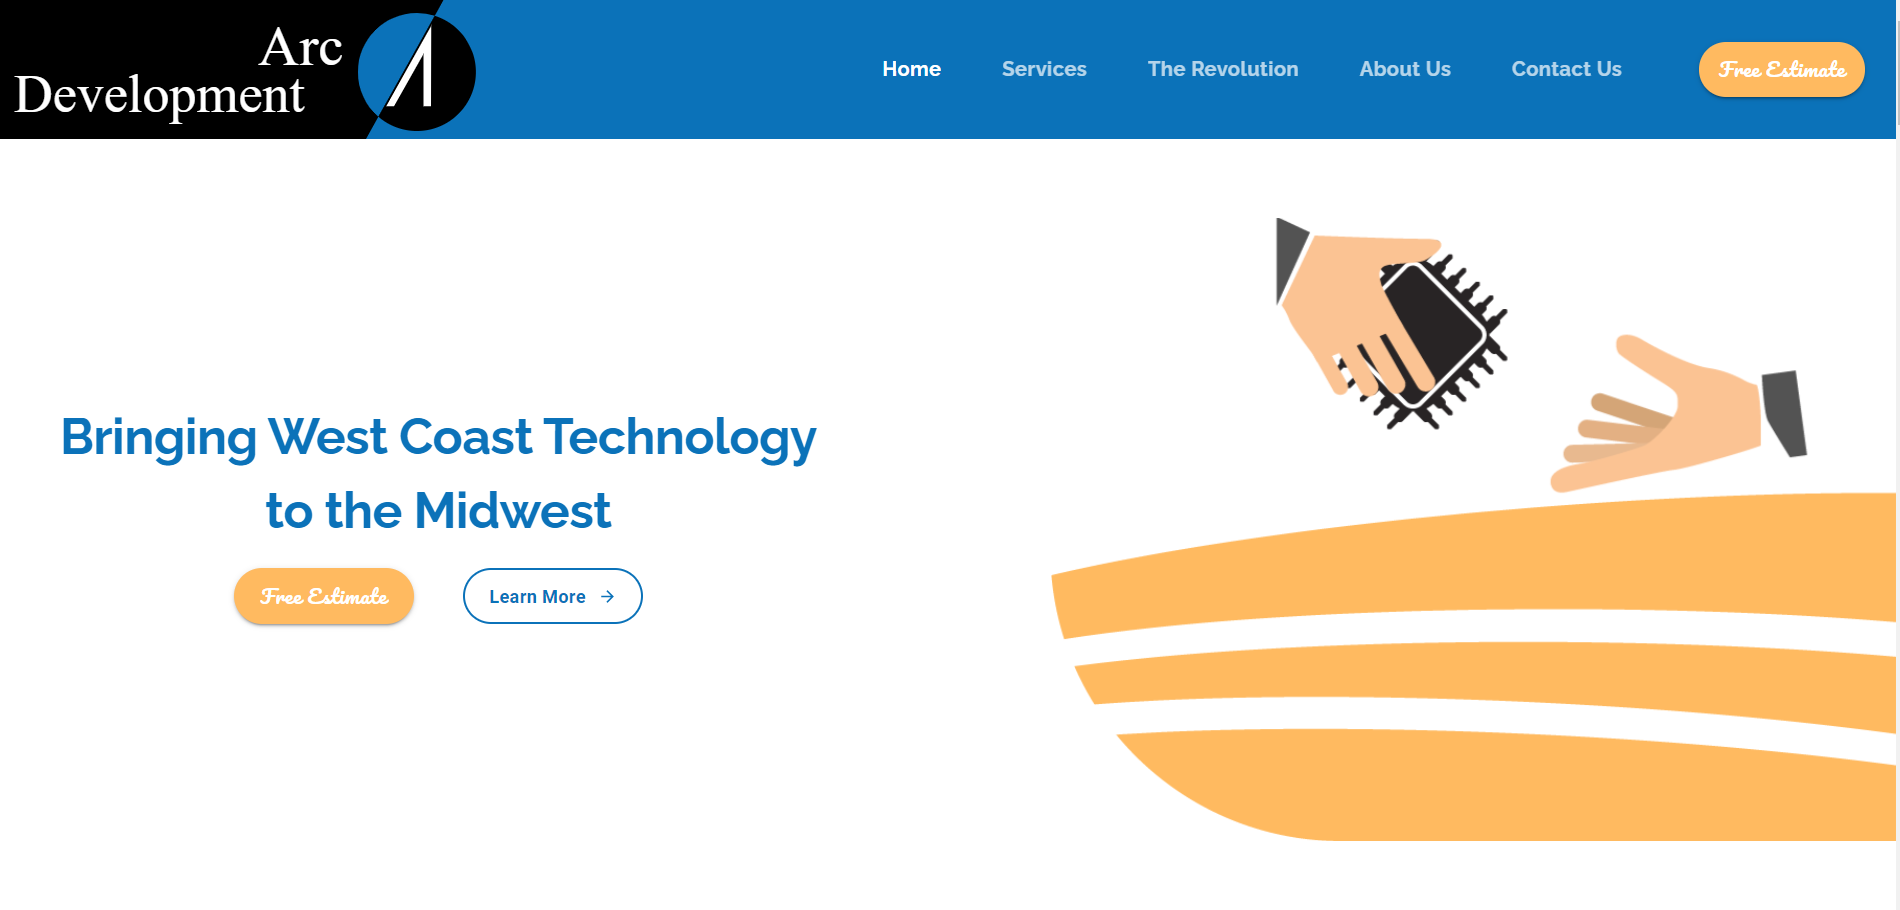 Arc
Development
Home
Services
The Revolution
About Us
Contact Us
Free Estimate
Bringing West Coast Technology
to the Midwest
Free Estimate
Learn More